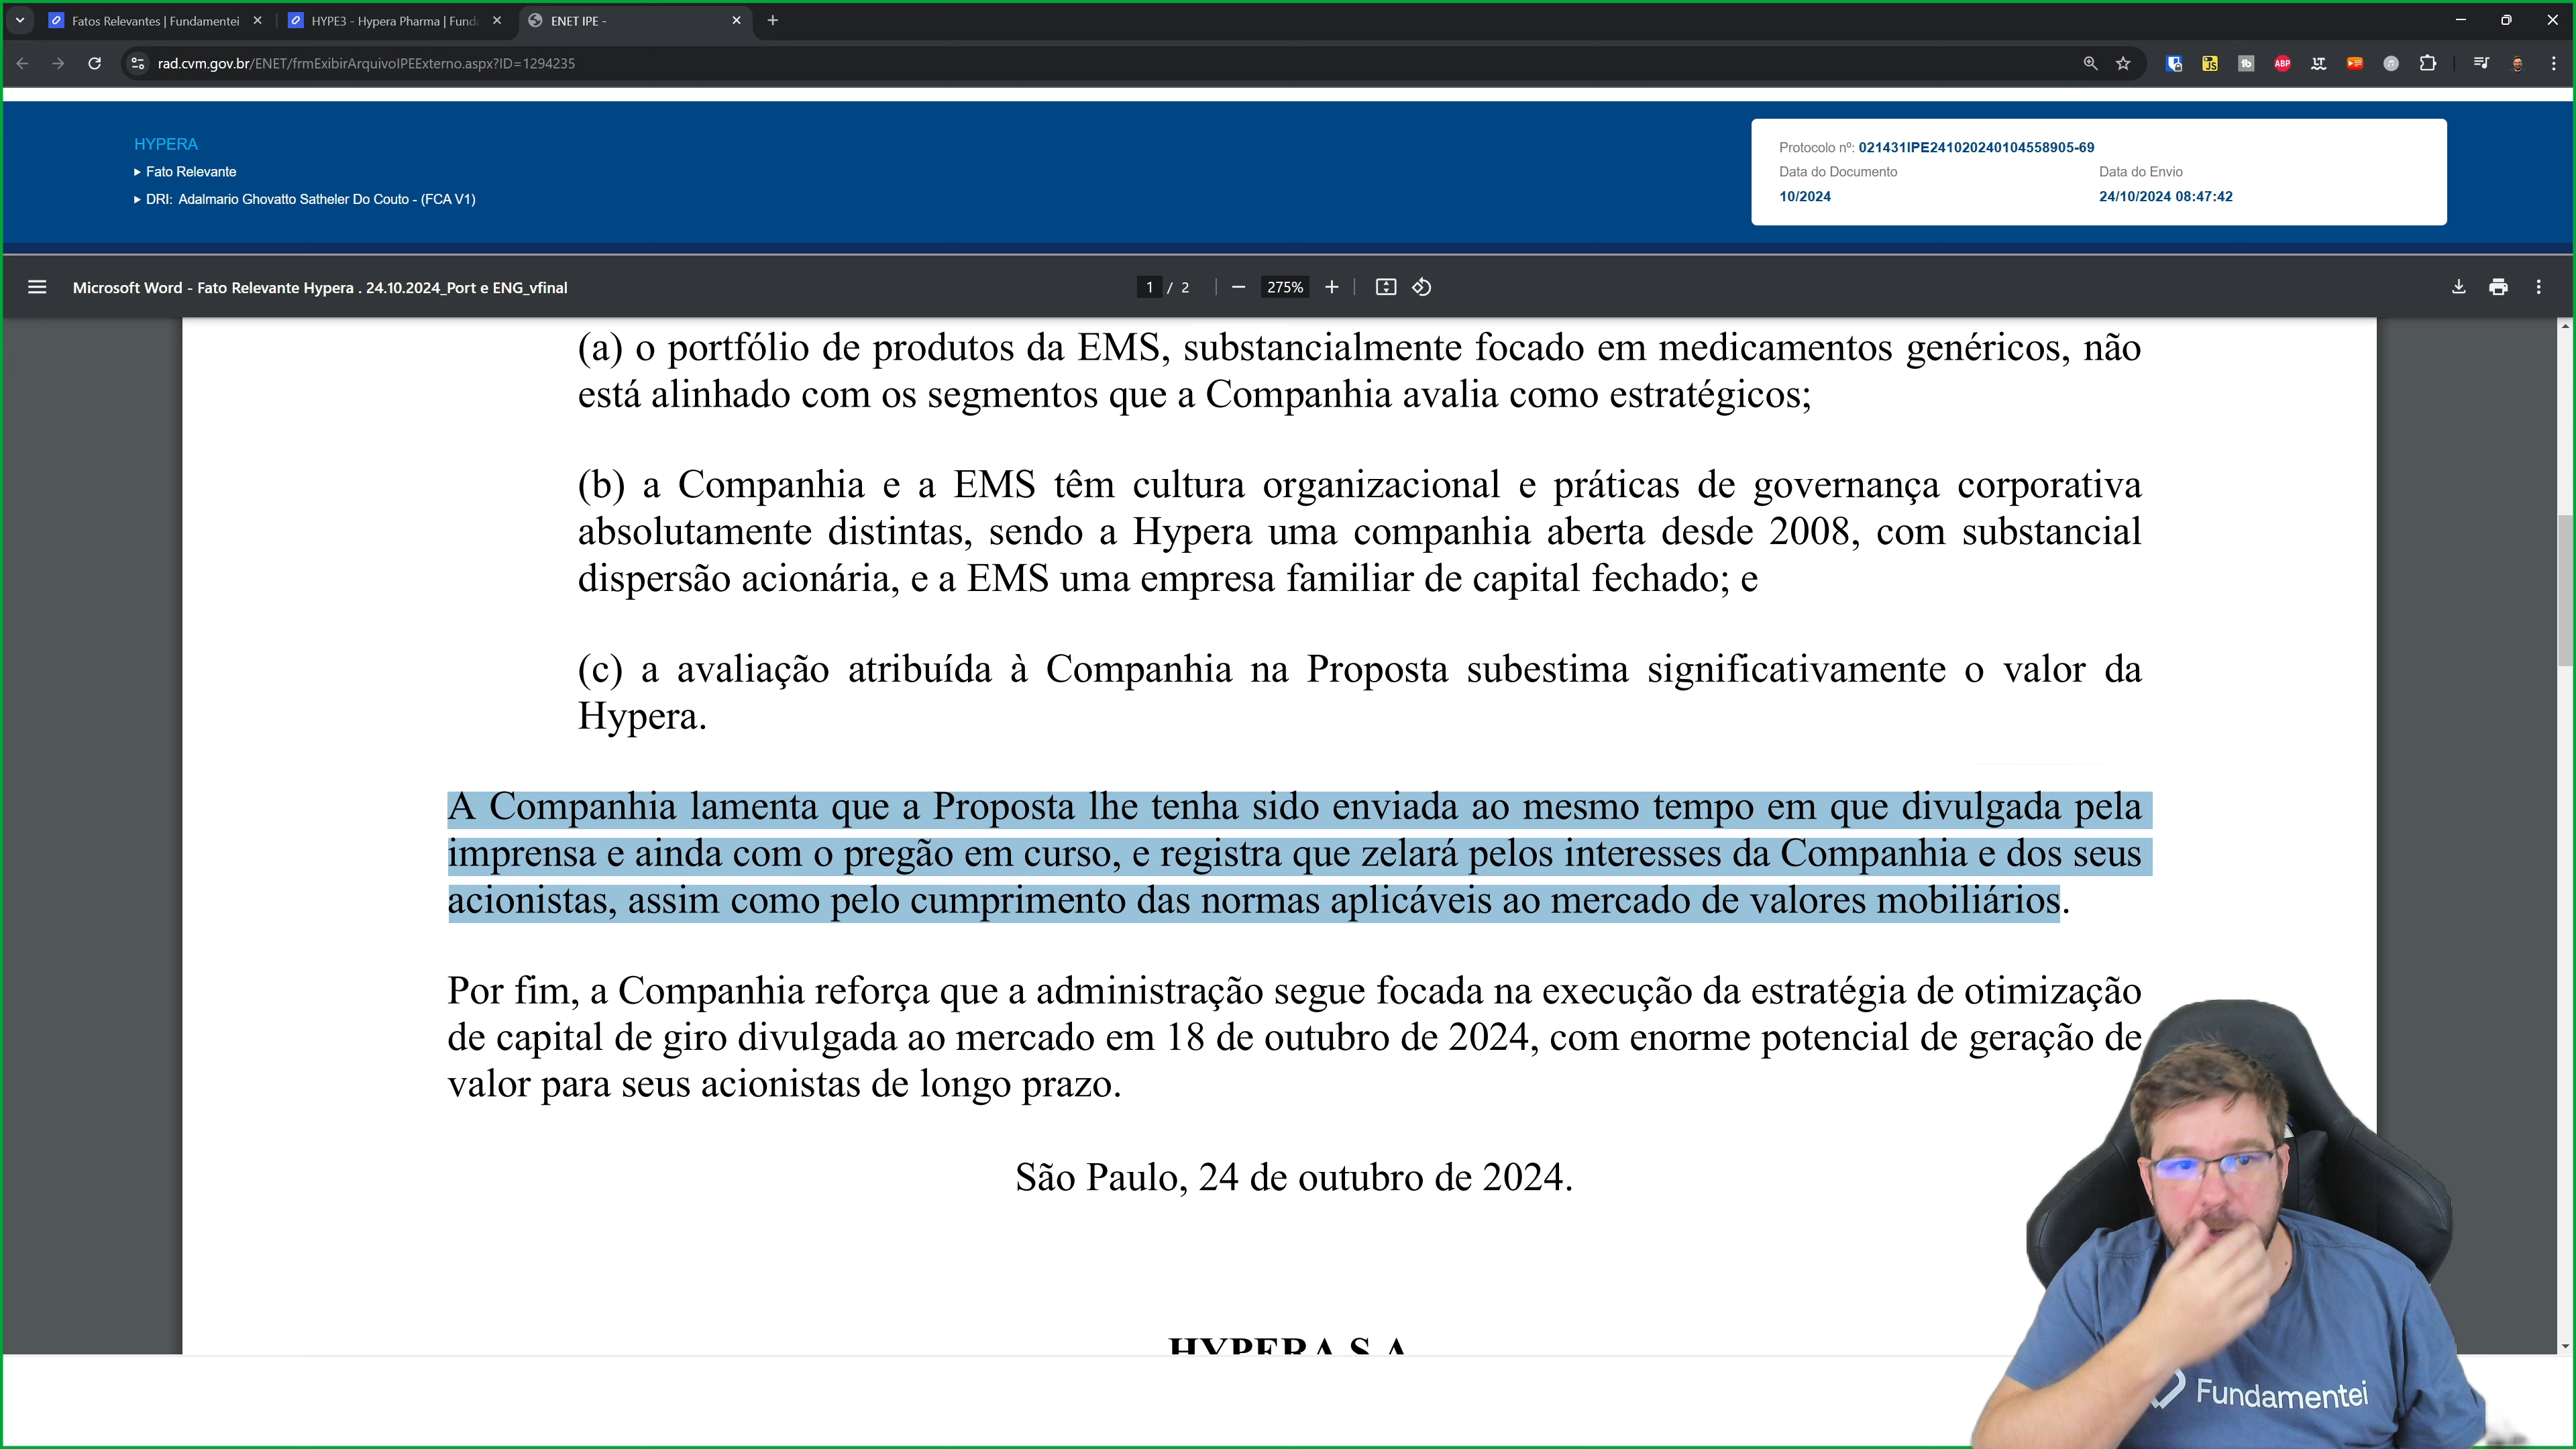 Fatos Relevantes | Fundamentei
HYPE3 - Hypera Pharma | Funda
ENET IPE -
rad.cvm.gov.br/ENET/frmExibirArquivoIPEExterno.aspx?ID=1294235
HYPERA
Fato Relevante
DRI: Adalmario Ghovatto Satheler Do Couto - (FCA V1)
Protocolo nº: 021431IPE241020240104558905-69
Data do Documento
Data do Envio
10/2024
24/10/2024 08:47:42
Microsoft Word - Fato Relevante Hypera . 24.10.2024_Port e ENG_vfinal
1 / 2
275%
(a) o portfólio de produtos da EMS, substancialmente focado em medicamentos genéricos, não
está alinhado com os segmentos que a Companhia avalia como estratégicos;
(b) a Companhia e a EMS têm cultura organizacional e práticas de governança corporativa
absolutamente distintas, sendo a Hypera uma companhia aberta desde 2008, com substancial
dispersão acionária, e a EMS uma empresa familiar de capital fechado; e
(c) a avaliação atribuída à Companhia na Proposta subestima significativamente o valor da
Hypera.
A Companhia lamenta que a Proposta lhe tenha sido enviada ao mesmo tempo em que divulgada pela
imprensa e ainda com o pregão em curso, e registra que zelará pelos interesses da Companhia e dos seus
acionistas, assim como pelo cumprimento das normas aplicáveis ao mercado de valores mobiliários.
Por fim, a Companhia reforça que a administração segue focada na execução da estratégia de otimização
de capital de giro divulgada ao mercado em 18 de outubro de 2024, com enorme potencial de geração de
valor para seus acionistas de longo prazo.
São Paulo, 24 de outubro de 2024.
HYPERA S.A.
Fundamentei